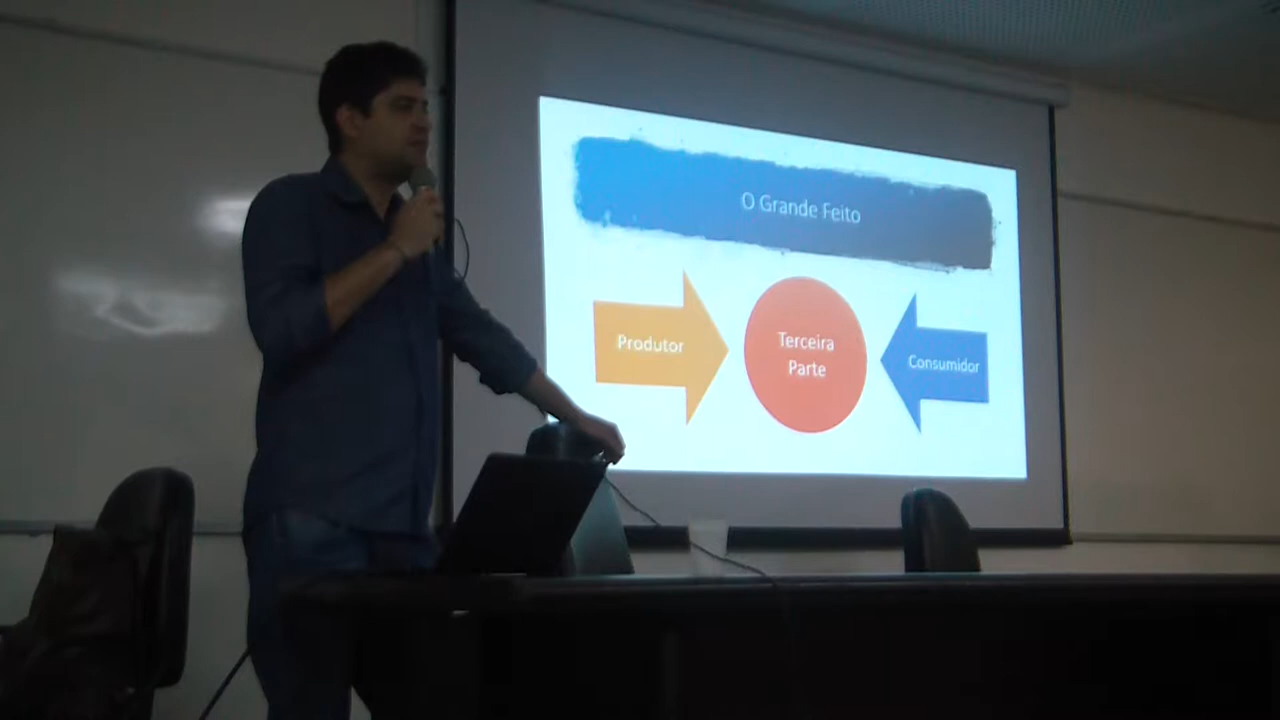 O Grande Feito
Produtor
Terceira
Parte
Consumidor